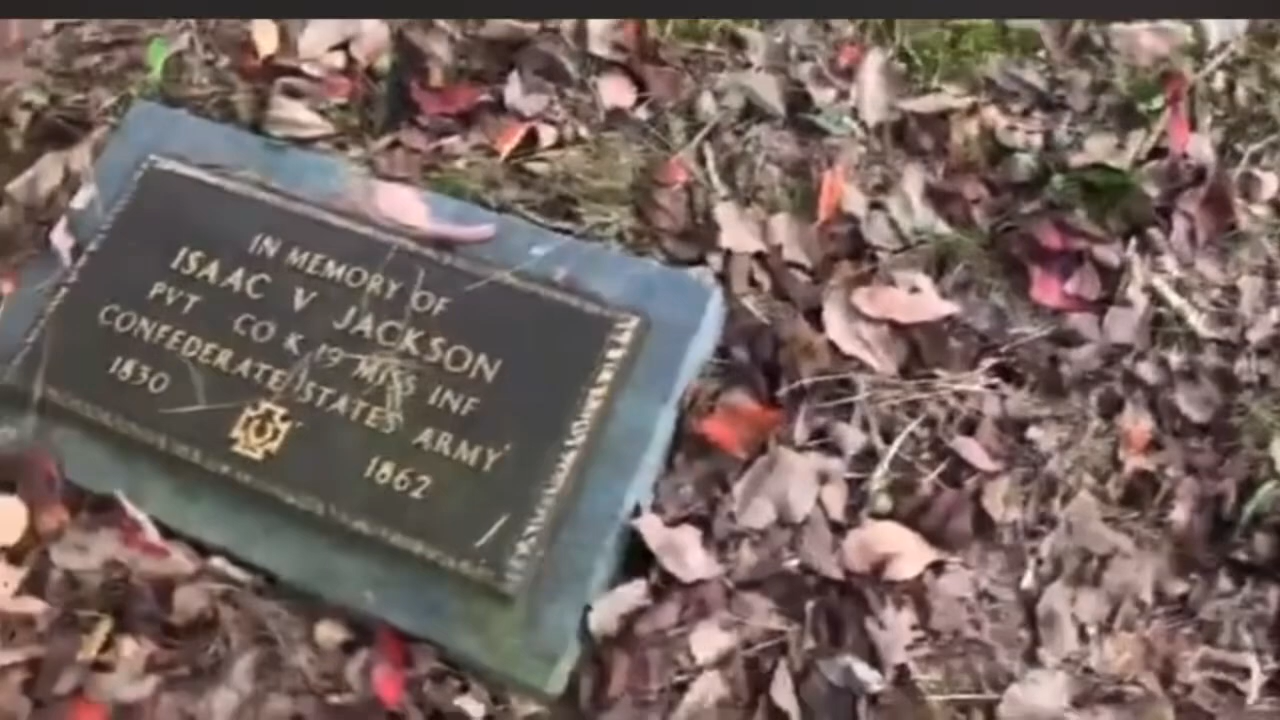 IN MEMORY OF
ISAAC V JACKSON
PVT CO K 19 MISS INF
CONFEDERATE STATES ARMY
1830 1862